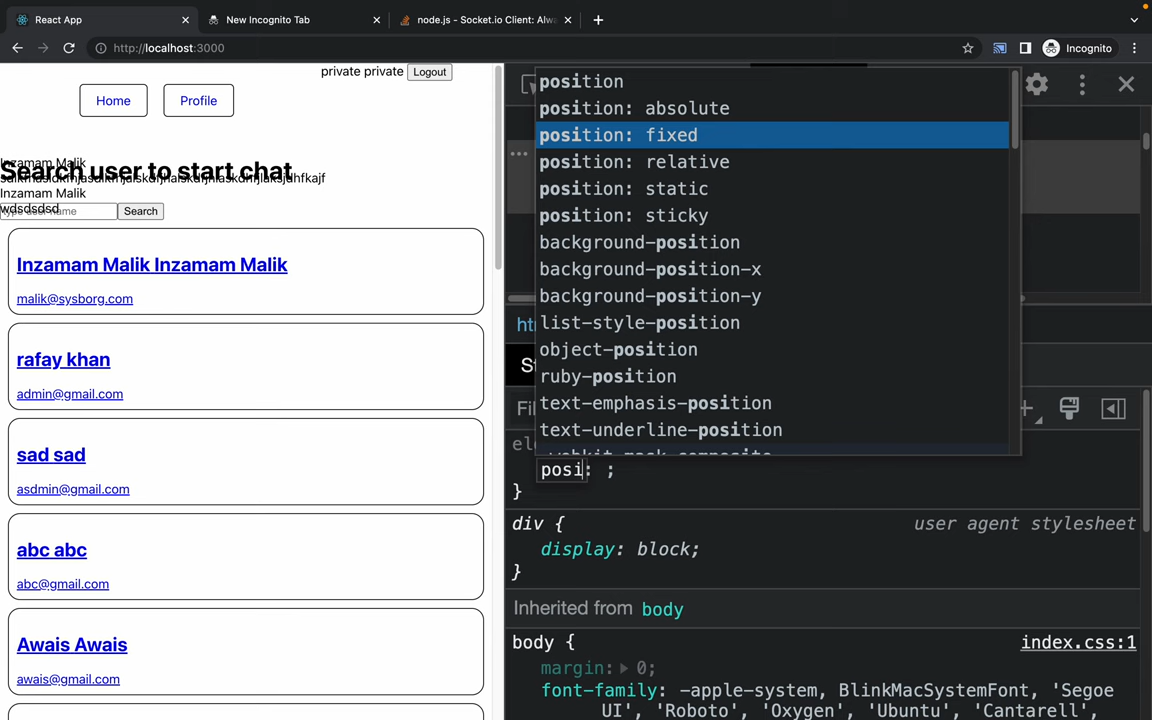 React App
New Incognito Tab
node.js - Socket.io Client: Alwa
http://localhost:3000
Incognito
private private
Logout
Home
Profile
Inzamam Malik
Search user to start chat
Inzamam Malik
wdsdsdsd
Search
Inzamam Malik Inzamam Malik
malik@sysborg.com
rafay khan
admin@gmail.com
sad sad
asdmin@gmail.com
abc abc
abc@gmail.com
Awais Awais
awais@gmail.com
position
position: absolute
position: fixed
position: relative
position: static
position: sticky
background-position
background-position-x
background-position-y
list-style-position
object-position
ruby-position
text-emphasis-position
text-underline-position
posi: ;
}
div {
user agent stylesheet
display: block;
}
Inherited from body
body {
index.css:1
margin: 0;
font-family: -apple-system, BlinkMacSystemFont, 'Segoe
UI', 'Roboto', 'Oxygen', 'Ubuntu', 'Cantarell',